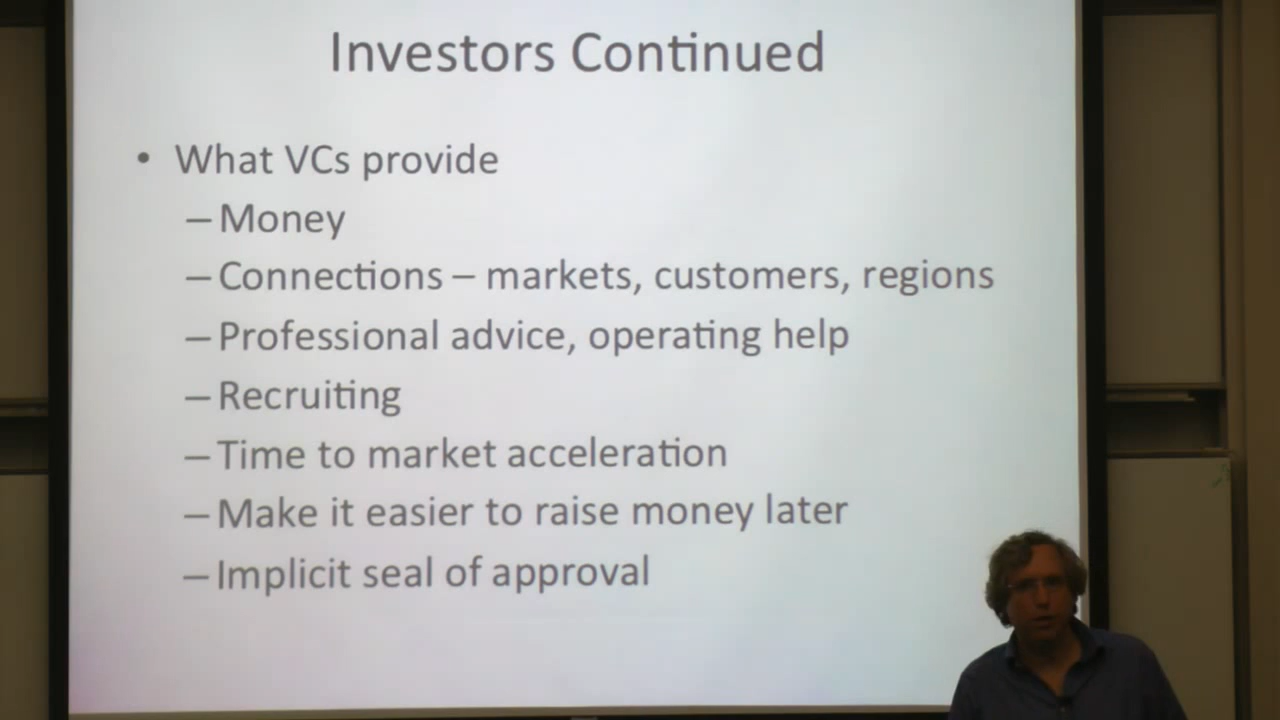 Investors Continued
• What VCs provide
– Money
– Connections – markets, customers, regions
– Professional advice, operating help
– Recruiting
– Time to market acceleration
– Make it easier to raise money later
– Implicit seal of approval